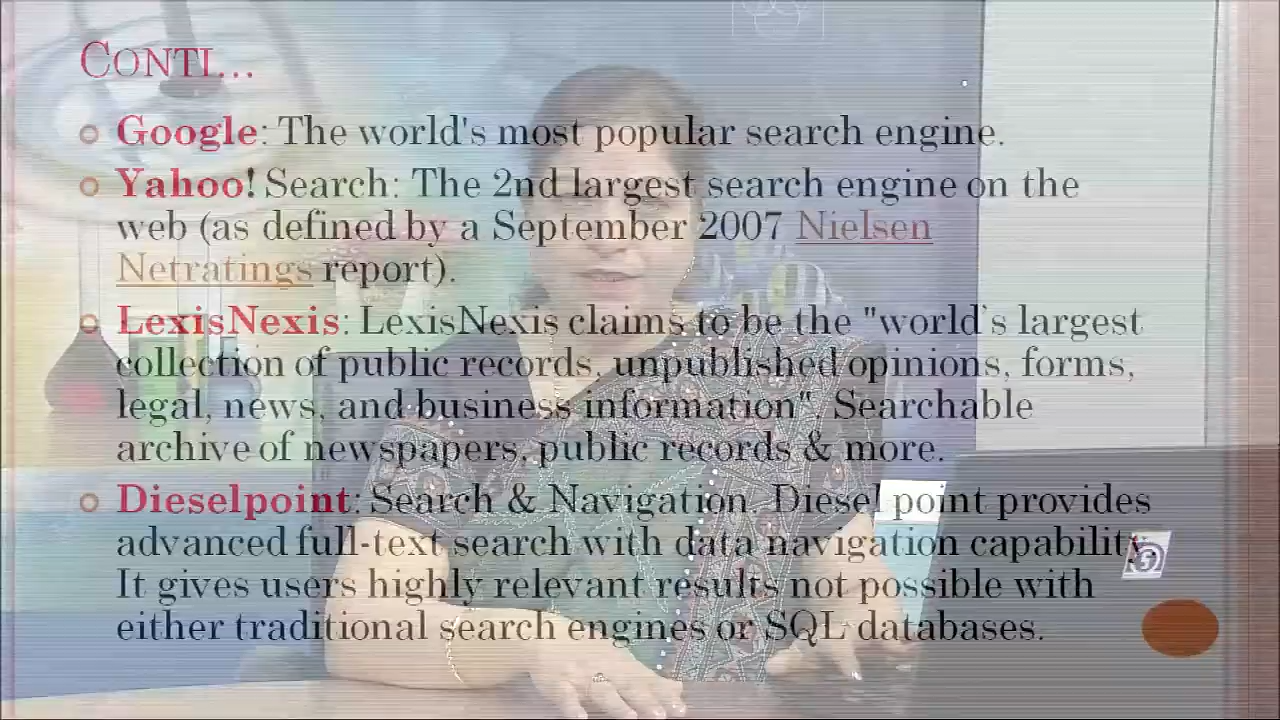 CONTI...
Google: The world's most popular search engine.
Yahoo! Search: The 2nd largest search engine on the
web (as defined by a September 2007 Nielsen
Netratings report).
LexisNexis: LexisNexis claims to be the "world's largest
collection of public records, unpublished opinions, forms,
legal, news, and business information". Searchable
archive of newspapers, public records & more.
Dieselpoint: Search & Navigation. Diesel point provides
advanced full-text search with data navigation capability.
It gives users highly relevant results not possible with
either traditional search engines or SQL databases.